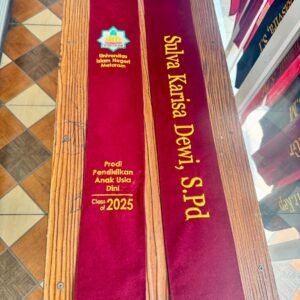 Universitas
Islam Negeri
Mataram
Prodi
Pendidikan
Anak Usia
Dini
Class of 2025
Sulva Karisa Dewi, S.Pd